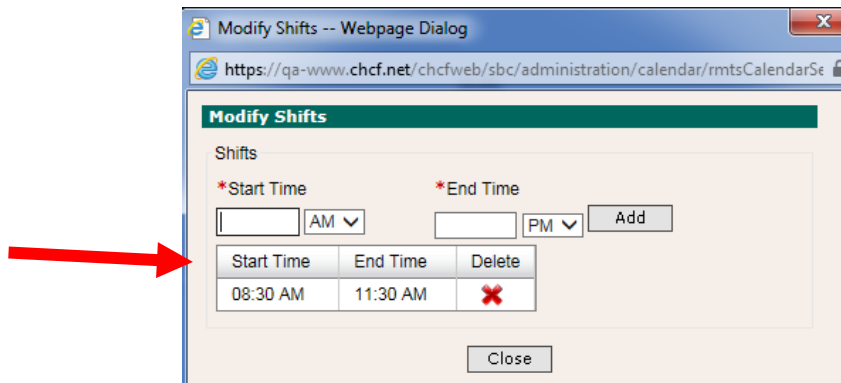 Modify Shifts -- Webpage Dialog
https://qa-www.chcf.net/chcfweb/sbc/administration/calendar/rmtsCalendarSe
Modify Shifts
Shifts
*Start Time *End Time
AM PM Add
Start Time End Time Delete
08:30 AM 11:30 AM
Close